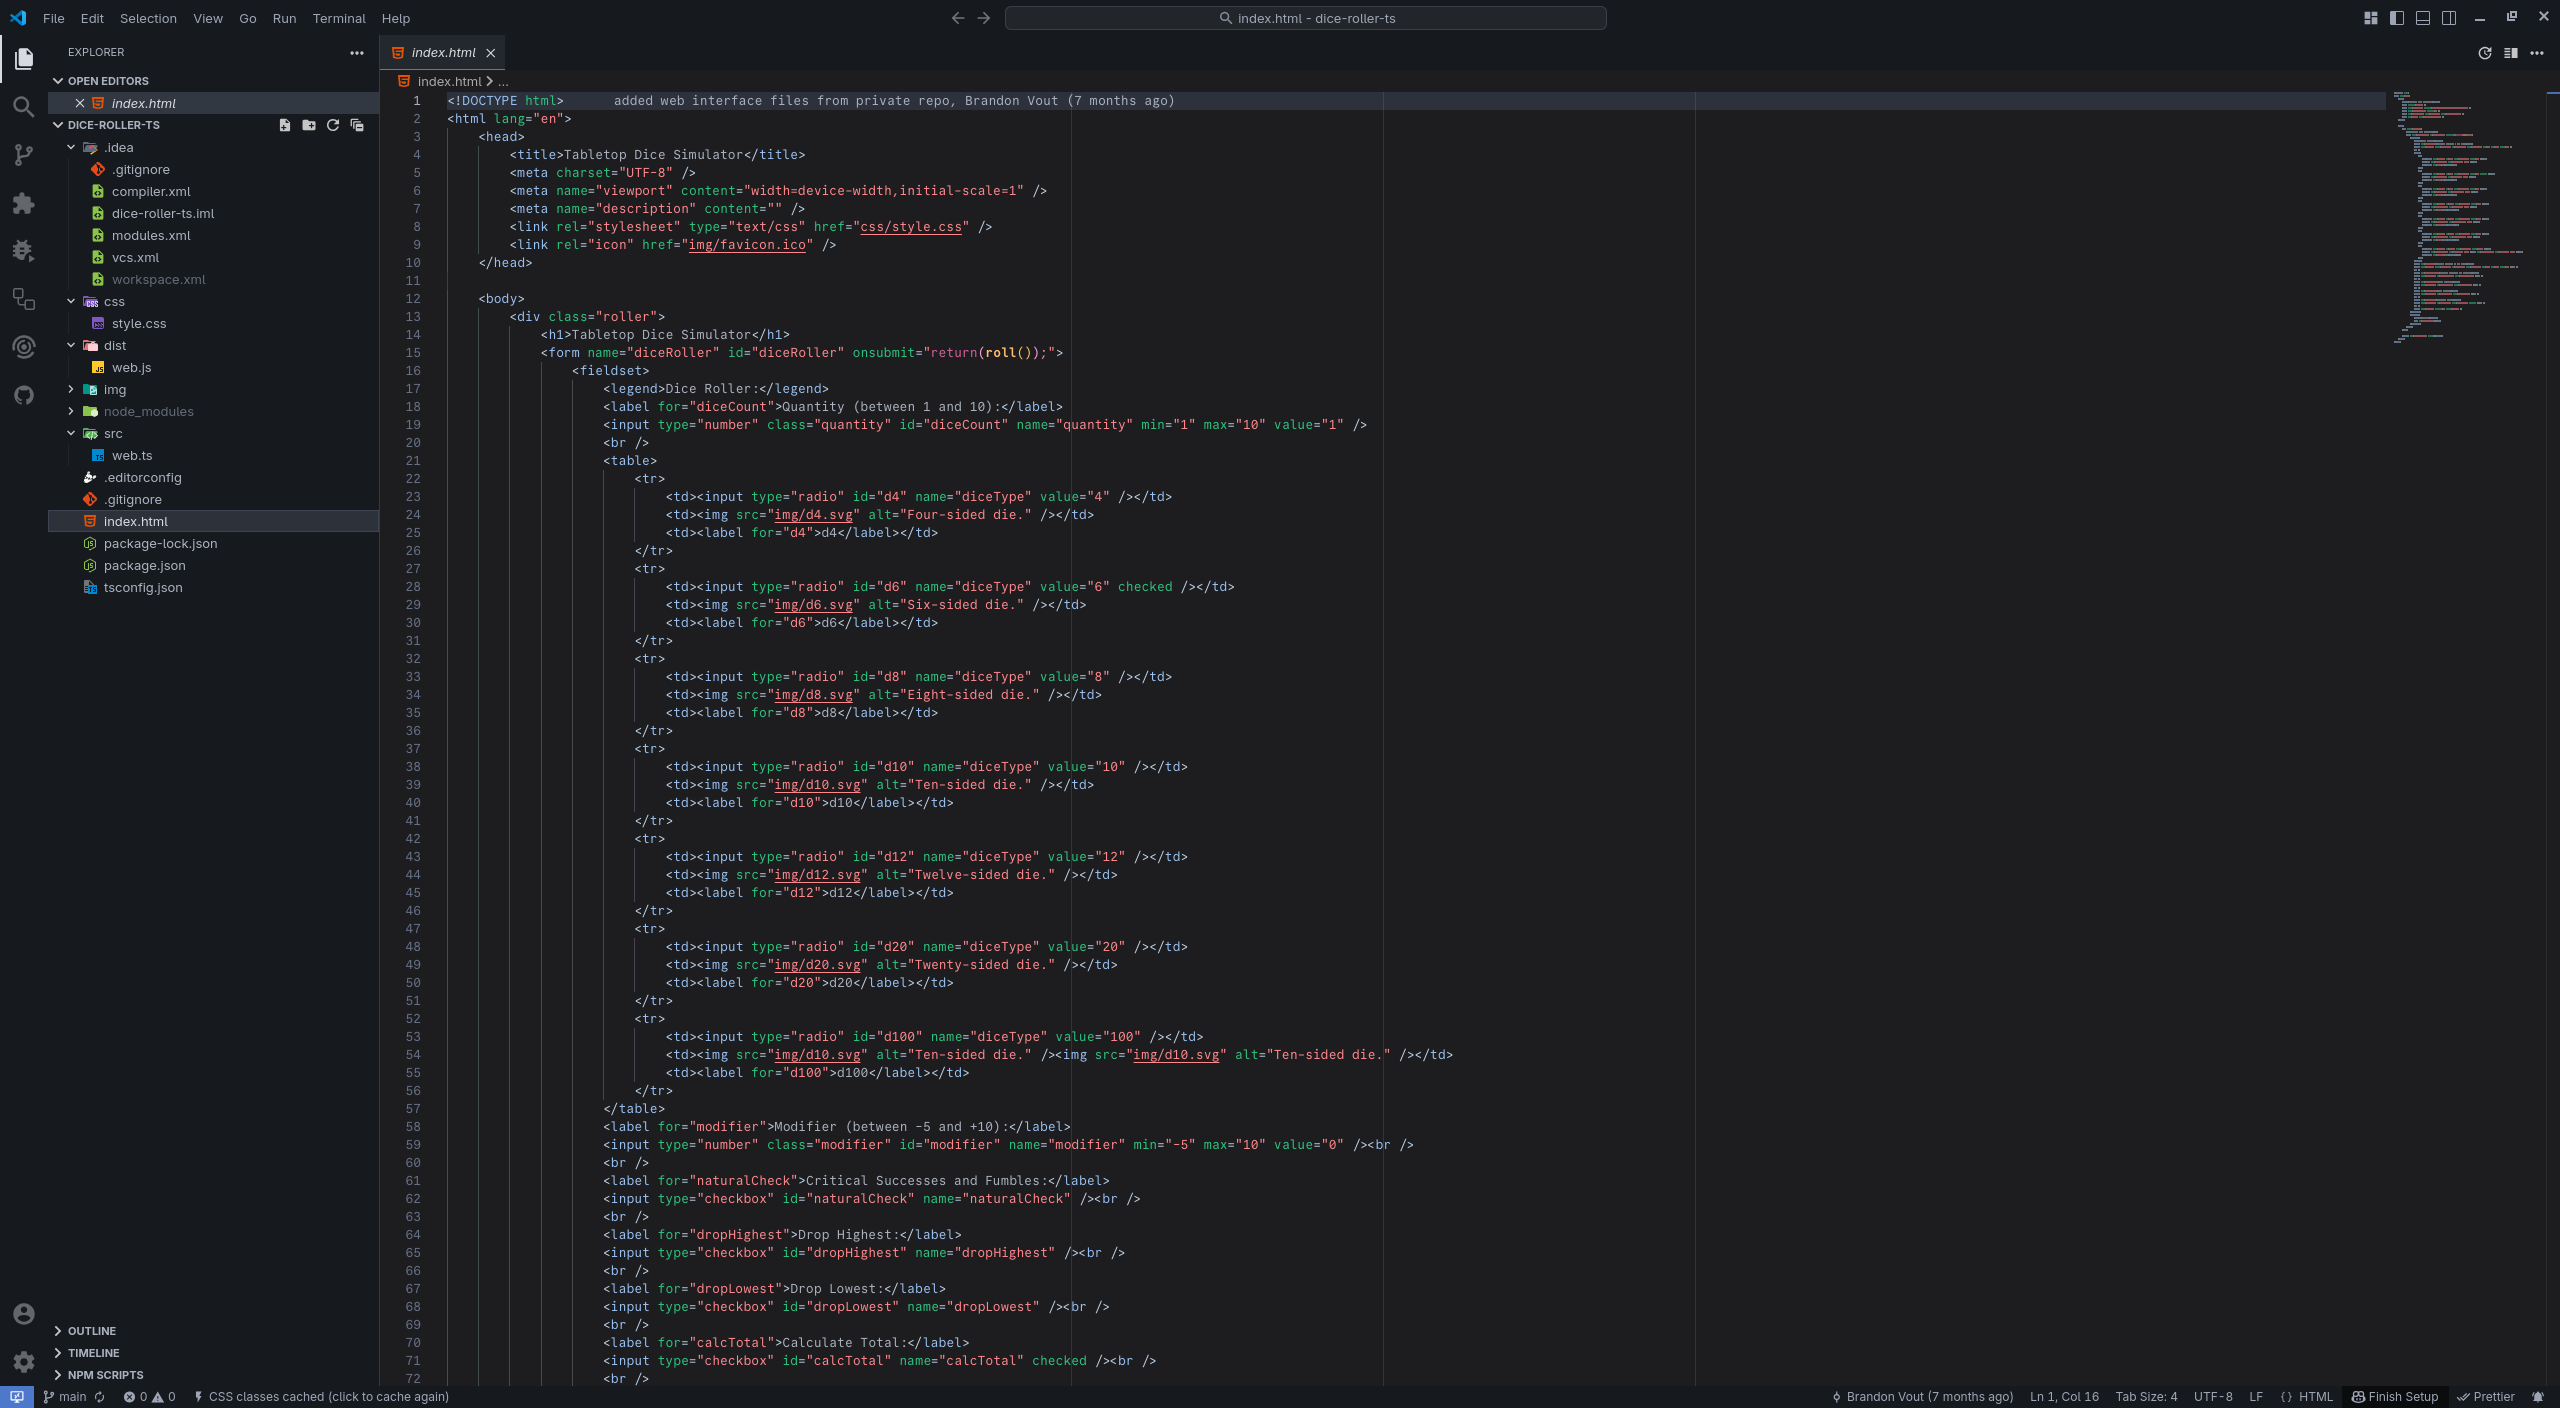 File Edit Selection View Go Run Terminal Help
index.html - dice-roller-ts
EXPLORER
OPEN EDITORS
index.html
DICE-ROLLER-TS
.idea
.gitignore
compiler.xml
dice-roller-ts.iml
modules.xml
vcs.xml
workspace.xml
css
style.css
dist
web.js
img
node_modules
src
web.ts
.editorconfig
.gitignore
index.html
package-lock.json
package.json
tsconfig.json
OUTLINE
TIMELINE
NPM SCRIPTS
index.html
index.html > ...
1 <!DOCTYPE html> added web interface files from private repo, Brandon Vout (7 months ago)
2 <html lang="en">
3 <head>
4 <title>Tabletop Dice Simulator</title>
5 <meta charset="UTF-8" />
6 <meta name="viewport" content="width=device-width,initial-scale=1" />
7 <meta name="description" content="" />
8 <link rel="stylesheet" type="text/css" href="css/style.css" />
9 <link rel="icon" href="img/favicon.ico" />
10 </head>
11
12 <body>
13 <div class="roller">
14 <h1>Tabletop Dice Simulator</h1>
15 <form name="diceRoller" id="diceRoller" onsubmit="return(roll());">
16 <fieldset>
17 <legend>Dice Roller:</legend>
18 <label for="diceCount">Quantity (between 1 and 10):</label>
19 <input type="number" class="quantity" id="diceCount" name="quantity" min="1" max="10" value="1" />
20 <br />
21 <table>
22 <tr>
23 <td><input type="radio" id="d4" name="diceType" value="4" /></td>
24 <td><img src="img/d4.svg" alt="Four-sided die." /></td>
25 <td><label for="d4">d4</label></td>
26 </tr>
27 <tr>
28 <td><input type="radio" id="d6" name="diceType" value="6" checked /></td>
29 <td><img src="img/d6.svg" alt="Six-sided die." /></td>
30 <td><label for="d6">d6</label></td>
31 </tr>
32 <tr>
33 <td><input type="radio" id="d8" name="diceType" value="8" /></td>
34 <td><img src="img/d8.svg" alt="Eight-sided die." /></td>
35 <td><label for="d8">d8</label></td>
36 </tr>
37 <tr>
38 <td><input type="radio" id="d10" name="diceType" value="10" /></td>
39 <td><img src="img/d10.svg" alt="Ten-sided die." /></td>
40 <td><label for="d10">d10</label></td>
41 </tr>
42 <tr>
43 <td><input type="radio" id="d12" name="diceType" value="12" /></td>
44 <td><img src="img/d12.svg" alt="Twelve-sided die." /></td>
45 <td><label for="d12">d12</label></td>
46 </tr>
47 <tr>
48 <td><input type="radio" id="d20" name="diceType" value="20" /></td>
49 <td><img src="img/d20.svg" alt="Twenty-sided die." /></td>
50 <td><label for="d20">d20</label></td>
51 </tr>
52 <tr>
53 <td><input type="radio" id="d100" name="diceType" value="100" /></td>
54 <td><img src="img/d10.svg" alt="Ten-sided die." /><img src="img/d10.svg" alt="Ten-sided die." /></td>
55 <td><label for="d100">d100</label></td>
56 </tr>
57 </table>
58 <label for="modifier">Modifier (between -5 and +10):</label>
59 <input type="number" class="modifier" id="modifier" name="modifier" min="-5" max="10" value="0" /><br />
60 <br />
61 <label for="naturalCheck">Critical Successes and Fumbles:</label>
62 <input type="checkbox" id="naturalCheck" name="naturalCheck" /><br />
63 <br />
64 <label for="dropHighest">Drop Highest:</label>
65 <input type="checkbox" id="dropHighest" name="dropHighest" /><br />
66 <br />
67 <label for="dropLowest">Drop Lowest:</label>
68 <input type="checkbox" id="dropLowest" name="dropLowest" /><br />
69 <br />
70 <label for="calcTotal">Calculate Total:</label>
71 <input type="checkbox" id="calcTotal" name="calcTotal" checked /><br />
72 <br />
main 0 0 CSS classes cached (click to cache again) Brandon Vout (7 months ago) Ln 1, Col 16 Tab Size: 4 UTF-8 LF {} HTML Finish Setup Prettier